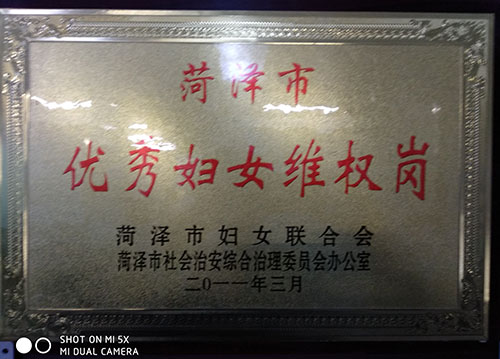 菏泽市
优秀妇女维权岗
菏泽市妇女联合会
菏泽市社会治安综合治理委员会办公室
二〇一一年三月
SHOT ON MI 5X
MI DUAL CAMERA